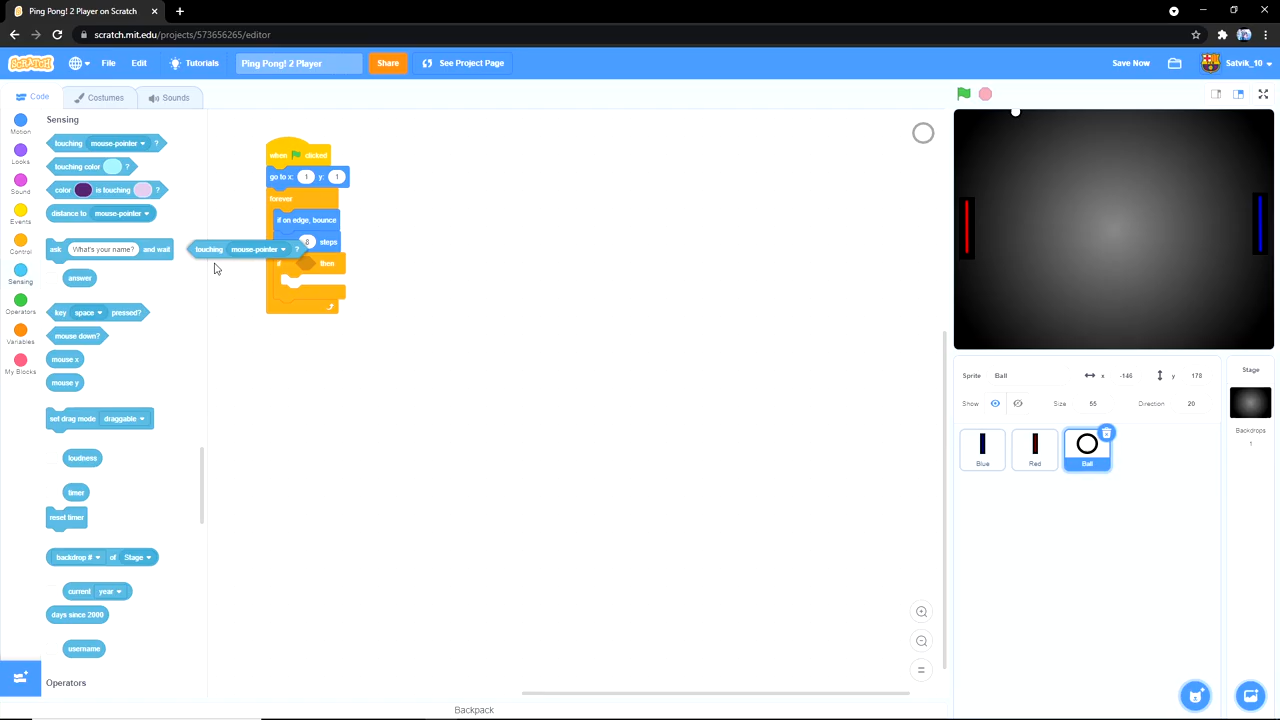 Ping Pong! 2 Player on Scratch
scratch.mit.edu/projects/573656265/editor
SCRATCH
File
Edit
Tutorials
Ping Pong! 2 Player
Share
See Project Page
Save Now
Satvik_10
Code
Costumes
Sounds
Motion
Looks
Sound
Events
Control
Sensing
Operators
Variables
My Blocks
Sensing
touching mouse-pointer ?
touching color ?
color is touching ?
distance to mouse-pointer
ask What's your name? and wait
answer
key space pressed?
mouse down?
mouse x
mouse y
set drag mode draggable
loudness
timer
reset timer
backdrop # of Stage
current year
days since 2000
username
Operators
when clicked
go to x: 1 y: 1
forever
if on edge, bounce
8 steps
touching mouse-pointer ?
if then
Backpack
Sprite Ball x -146 y 178
Show Size 55 Direction 20
Blue
Red
Ball
Stage
Backdrops
1